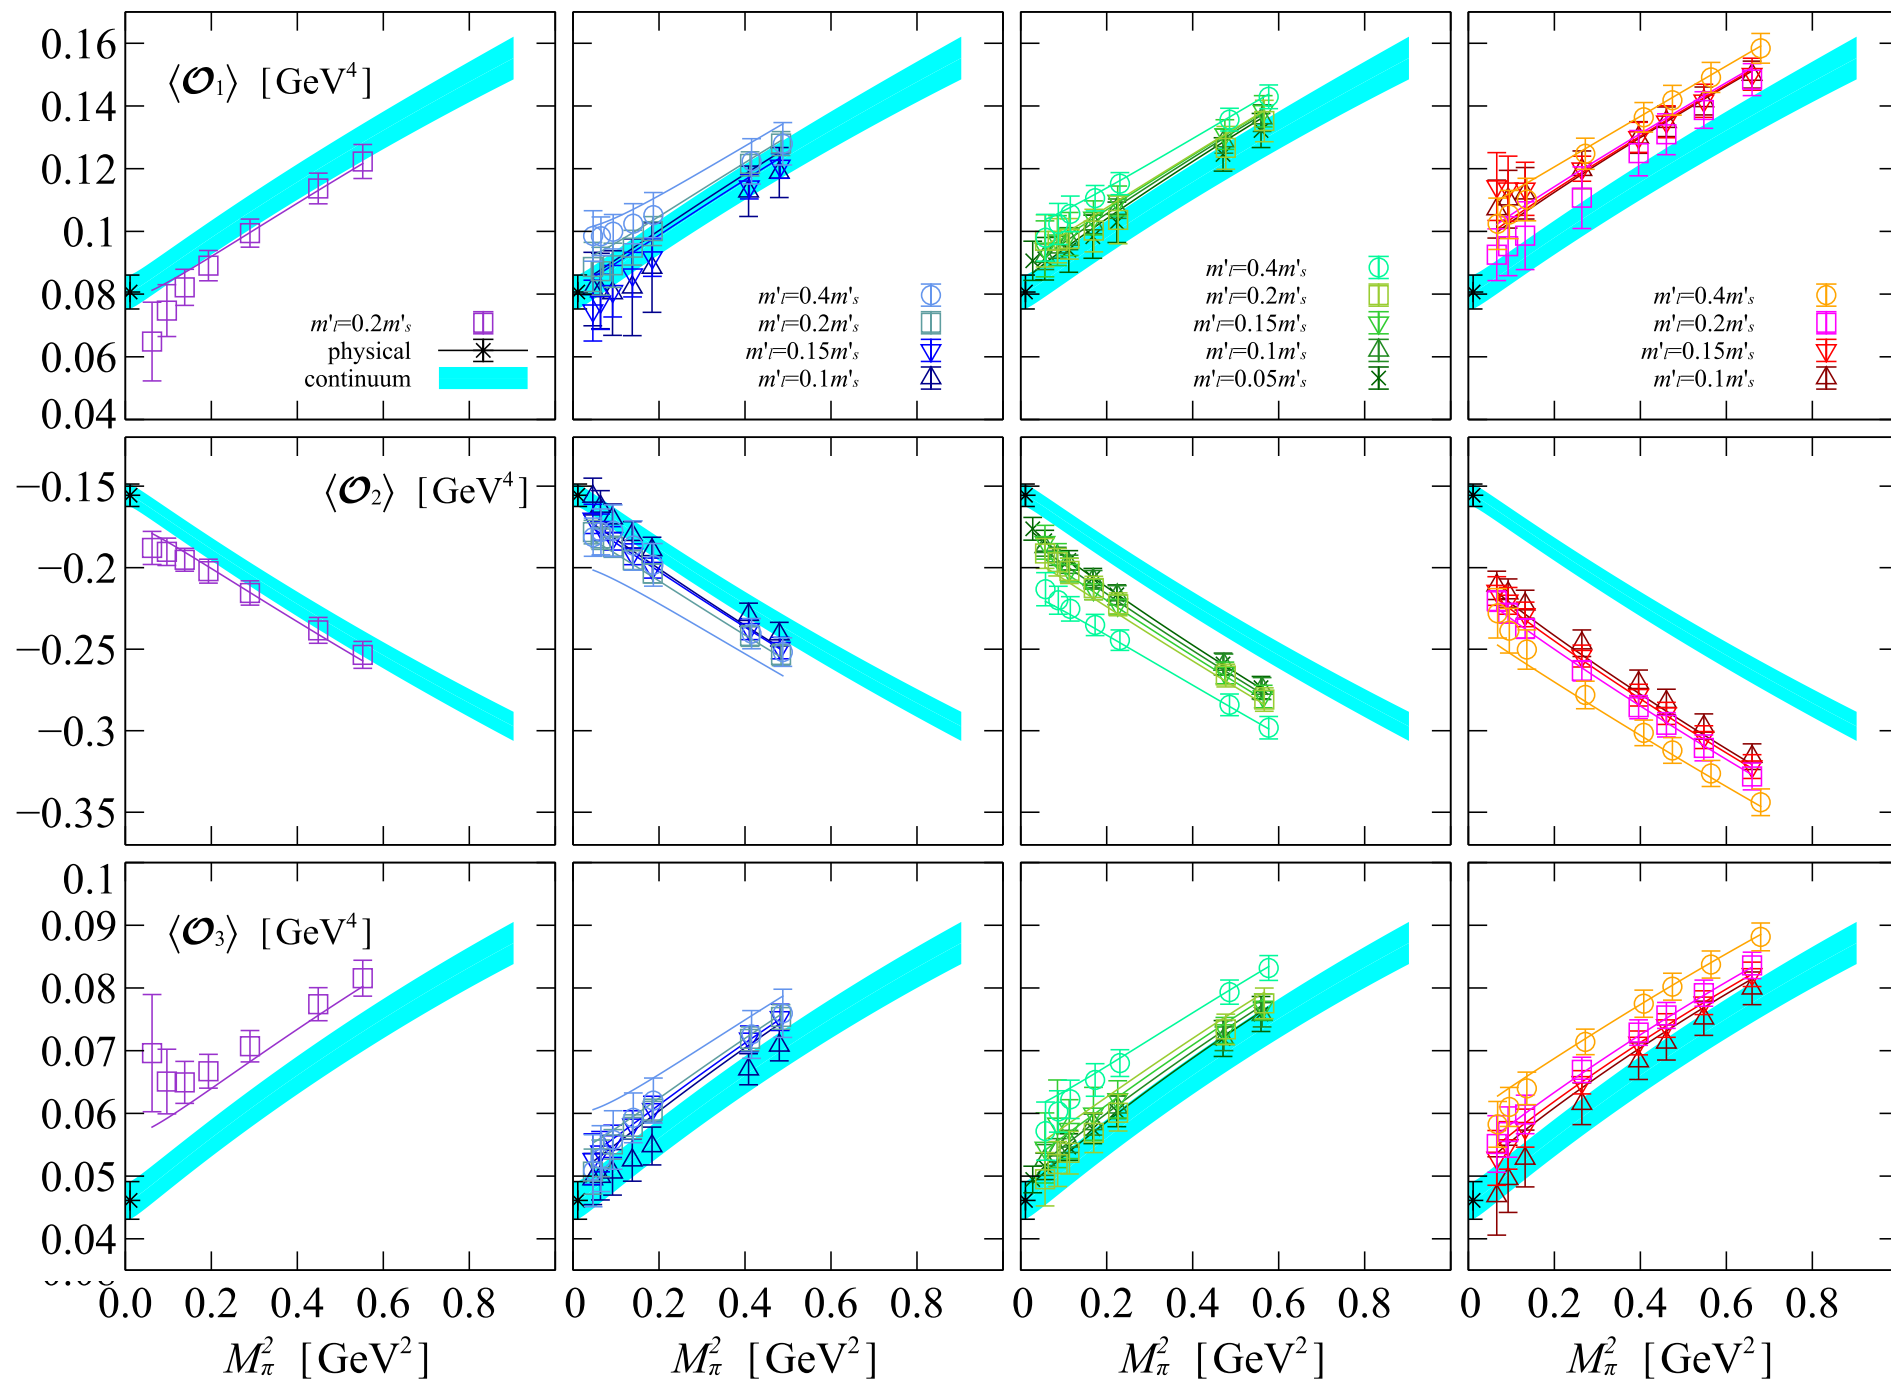 0.16
0.14
0.12
0.1
0.08
0.06
0.04
⟨𝒪₁⟩ [GeV⁴]
m'ₗ=0.2m'ₛ
physical
continuum
m'ₗ=0.4m'ₛ
m'ₗ=0.2m'ₛ
m'ₗ=0.15m'ₛ
m'ₗ=0.1m'ₛ
m'ₗ=0.4m'ₛ
m'ₗ=0.2m'ₛ
m'ₗ=0.15m'ₛ
m'ₗ=0.1m'ₛ
m'ₗ=0.05m'ₛ
m'ₗ=0.4m'ₛ
m'ₗ=0.2m'ₛ
m'ₗ=0.15m'ₛ
m'ₗ=0.1m'ₛ
−0.15
−0.2
−0.25
−0.3
−0.35
⟨𝒪₂⟩ [GeV⁴]
0.1
0.09
0.08
0.07
0.06
0.05
0.04
⟨𝒪₃⟩ [GeV⁴]
0.0 0.2 0.4 0.6 0.8 0 0.2 0.4 0.6 0.8 0 0.2 0.4 0.6 0.8 0 0.2 0.4 0.6 0.8
M²π [GeV²] M²π [GeV²] M²π [GeV²] M²π [GeV²]